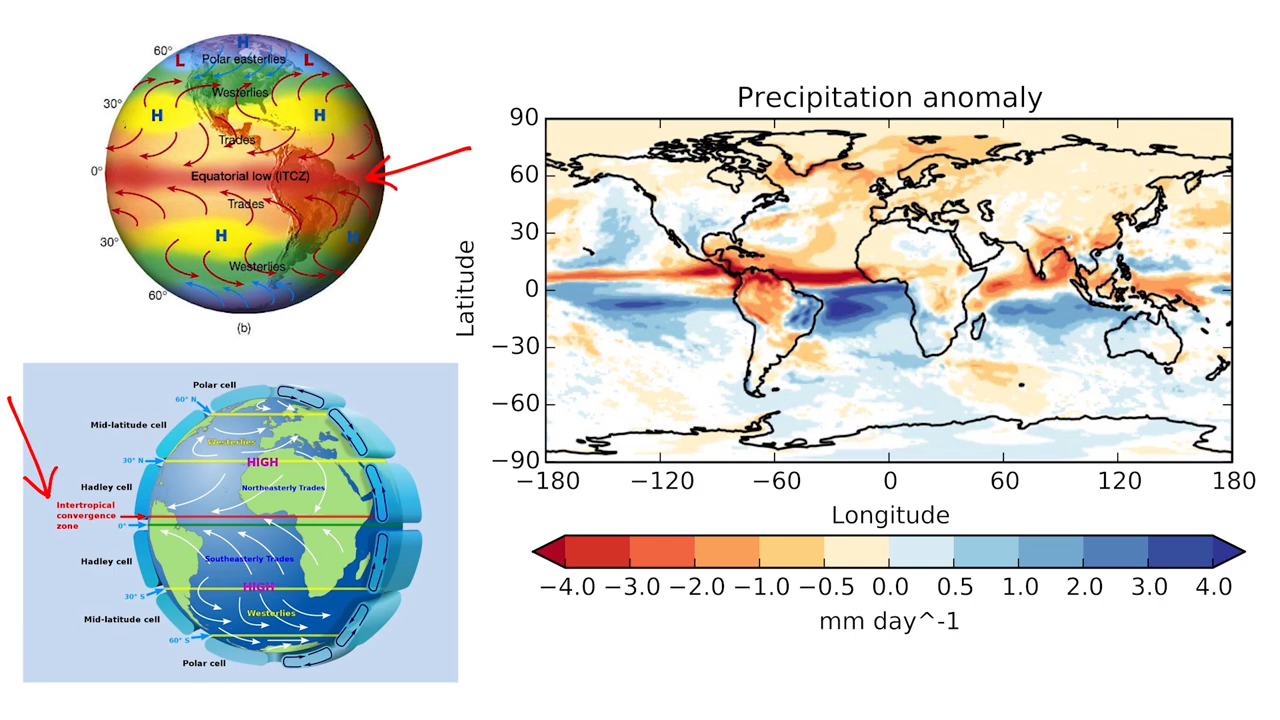 60°
H
L
Polar easterlies
L
Westerlies
30°
H
H
Trades
0°
Equatorial low (ITCZ)
Trades
30°
H
H
Westerlies
60°
(b)
Polar cell
60° N
Mid-latitude cell
Westerlies
30° N
HIGH
Hadley cell
Northeasterly Trades
Intertropical
convergence
zone
0°
Hadley cell
Southeasterly Trades
HIGH
30° S
Mid-latitude cell
Westerlies
60° S
Polar cell
Precipitation anomaly
90
60
30
0
−30
−60
−90
Latitude
−180 −120 −60 0 60 120 180
Longitude
−4.0 −3.0 −2.0 −1.0 −0.5 0.0 0.5 1.0 2.0 3.0 4.0
mm day^-1